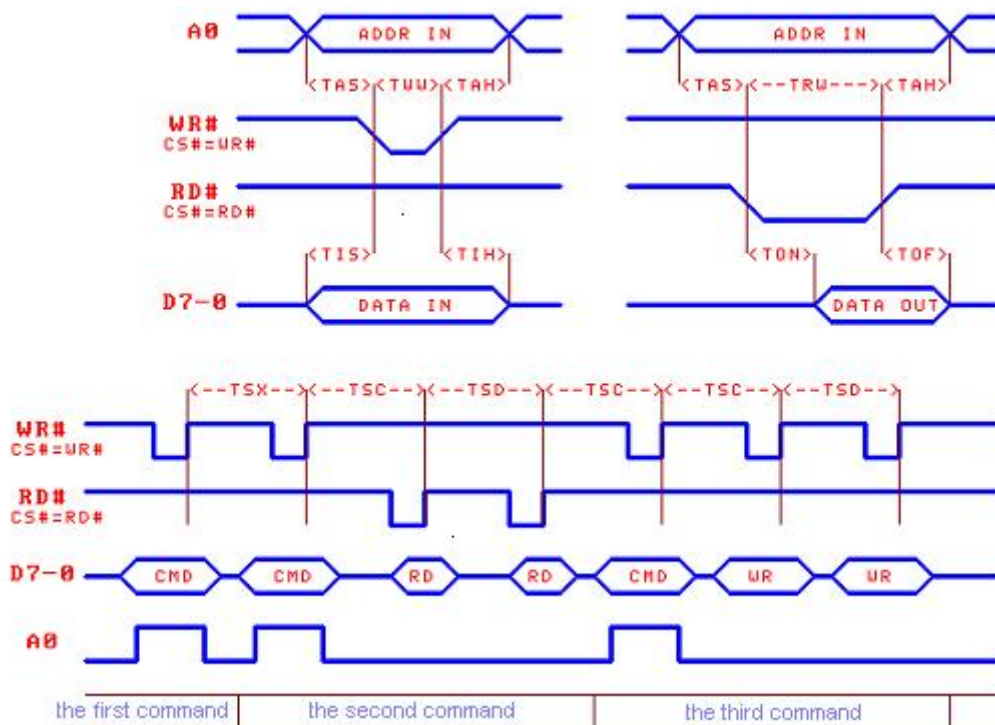 A0 ADDR IN ADDR IN
<TAS> <TWW> <TAH> <TAS> <--TRW---> <TAH>
WR#
CS#=WR#
RD#
CS#=RD#
<TIS> <TIH> <TON> <TOF>
D7-0 DATA IN DATA OUT
<--TSX--> <--TSC--> <--TSD--> <--TSC--> <--TSC--> <--TSD-->
WR#
CS#=WR#
RD#
CS#=RD#
D7-0 CMD CMD RD RD CMD WR WR
A0
the first command the second command the third command